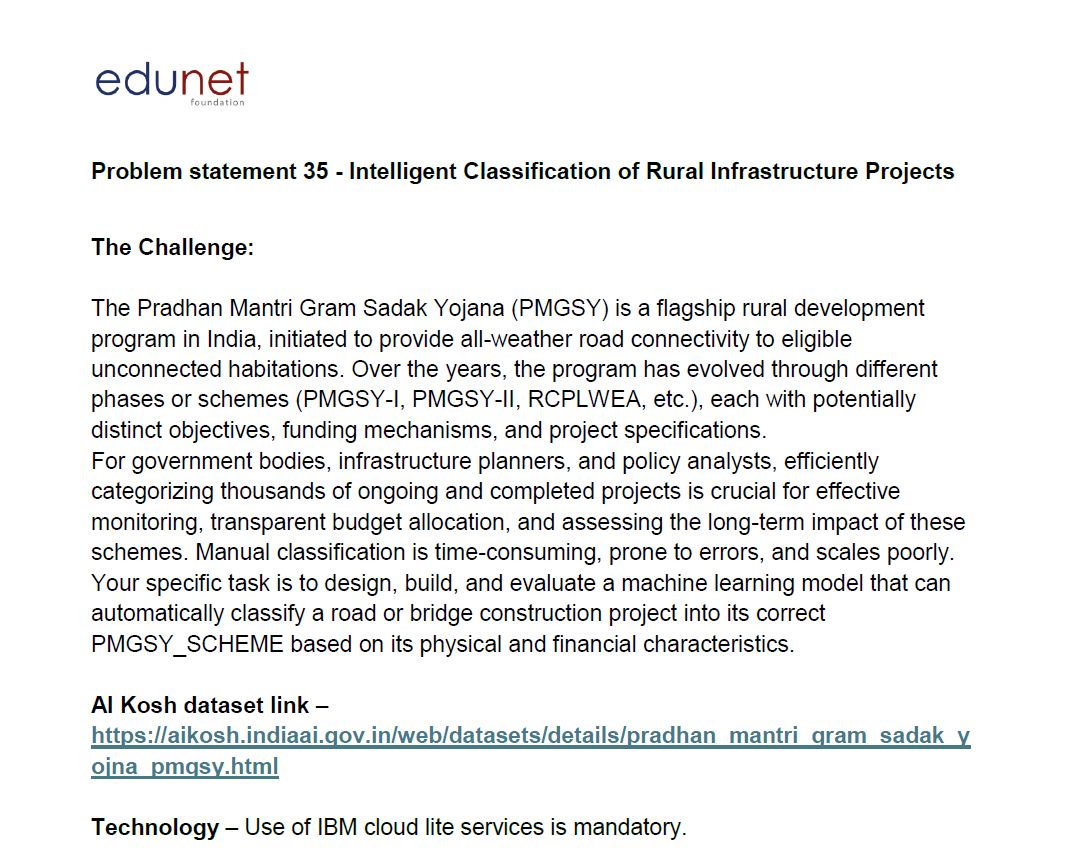 edunet
foundation
Problem statement 35 - Intelligent Classification of Rural Infrastructure Projects
The Challenge:
The Pradhan Mantri Gram Sadak Yojana (PMGSY) is a flagship rural development
program in India, initiated to provide all-weather road connectivity to eligible
unconnected habitations. Over the years, the program has evolved through different
phases or schemes (PMGSY-I, PMGSY-II, RCPLWEA, etc.), each with potentially
distinct objectives, funding mechanisms, and project specifications.
For government bodies, infrastructure planners, and policy analysts, efficiently
categorizing thousands of ongoing and completed projects is crucial for effective
monitoring, transparent budget allocation, and assessing the long-term impact of these
schemes. Manual classification is time-consuming, prone to errors, and scales poorly.
Your specific task is to design, build, and evaluate a machine learning model that can
automatically classify a road or bridge construction project into its correct
PMGSY_SCHEME based on its physical and financial characteristics.
AI Kosh dataset link –
https://aikosh.indiaai.gov.in/web/datasets/details/pradhan_mantri_gram_sadak_y
ojna_pmgsy.html
Technology – Use of IBM cloud lite services is mandatory.